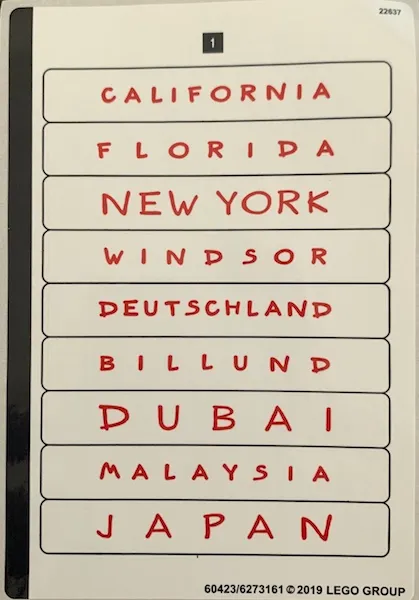 22637
1
CALIFORNIA
FLORIDA
NEW YORK
WINDSOR
DEUTSCHLAND
BILLUND
DUBAI
MALAYSIA
JAPAN
60423/6273161 © 2019 LEGO GROUP